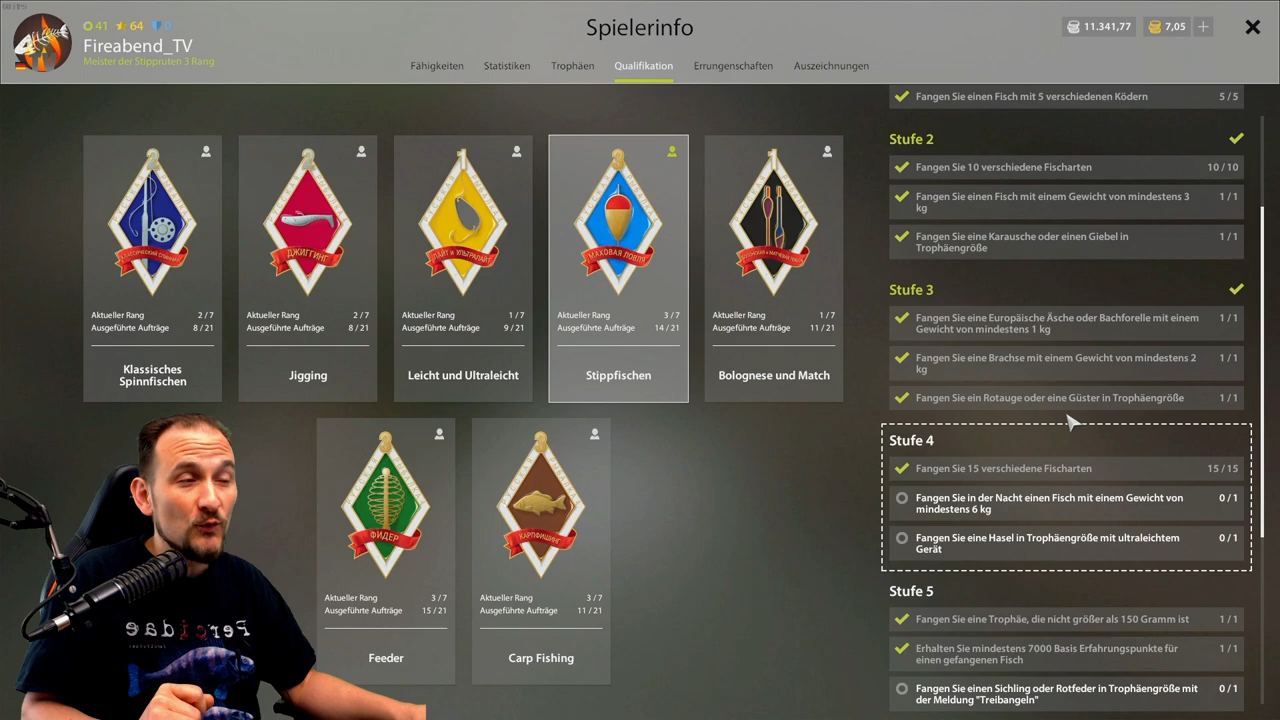 68 FPS
41 64 0
Spielerinfo
11.341,77 7,05 +
Fireabend_TV
Meister der Stippruten 3 Rang
Fähigkeiten Statistiken Trophäen Qualifikation Errungenschaften Auszeichnungen
КЛАССИЧЕСКИЙ СПИННИНГ
Aktueller Rang 2 / 7
Ausgeführte Aufträge 8 / 21
Klassisches
Spinnfischen
ДЖИГГИНГ
Aktueller Rang 2 / 7
Ausgeführte Aufträge 8 / 21
Jigging
ЛАЙТ И УЛЬТРАЛАЙТ
Aktueller Rang 1 / 7
Ausgeführte Aufträge 9 / 21
Leicht und Ultraleicht
МАХОВАЯ ЛОВЛЯ
Aktueller Rang 3 / 7
Ausgeführte Aufträge 14 / 21
Stippfischen
Aktueller Rang 1 / 7
Ausgeführte Aufträge 11 / 21
Bolognese und Match
ФИДЕР
Aktueller Rang 3 / 7
Ausgeführte Aufträge 15 / 21
Feeder
КАРПФИШИНГ
Aktueller Rang 3 / 7
Ausgeführte Aufträge 11 / 21
Carp Fishing
Fangen Sie einen Fisch mit 5 verschiedenen Ködern 5 / 5
Stufe 2
Fangen Sie 10 verschiedene Fischarten 10 / 10
Fangen Sie einen Fisch mit einem Gewicht von mindestens 3 1 / 1
kg
Fangen Sie eine Karausche oder einen Giebel in 1 / 1
Trophäengröße
Stufe 3
Fangen Sie eine Europäische Äsche oder Bachforelle mit einem 1 / 1
Gewicht von mindestens 1 kg
Fangen Sie eine Brachse mit einem Gewicht von mindestens 2 1 / 1
kg
Fangen Sie ein Rotauge oder eine Güster in Trophäengröße 1 / 1
Stufe 4
Fangen Sie 15 verschiedene Fischarten 15 / 15
Fangen Sie in der Nacht einen Fisch mit einem Gewicht von 0 / 1
mindestens 6 kg
Fangen Sie eine Hasel in Trophäengröße mit ultraleichtem 0 / 1
Gerät
Stufe 5
Fangen Sie eine Trophäe, die nicht größer als 150 Gramm ist 1 / 1
Erhalten Sie mindestens 7000 Basis Erfahrungspunkte für 1 / 1
einen gefangenen Fisch
Fangen Sie einen Sichling oder Rotfeder in Trophäengröße mit 0 / 1
der Meldung "Treibangeln"
Percidae